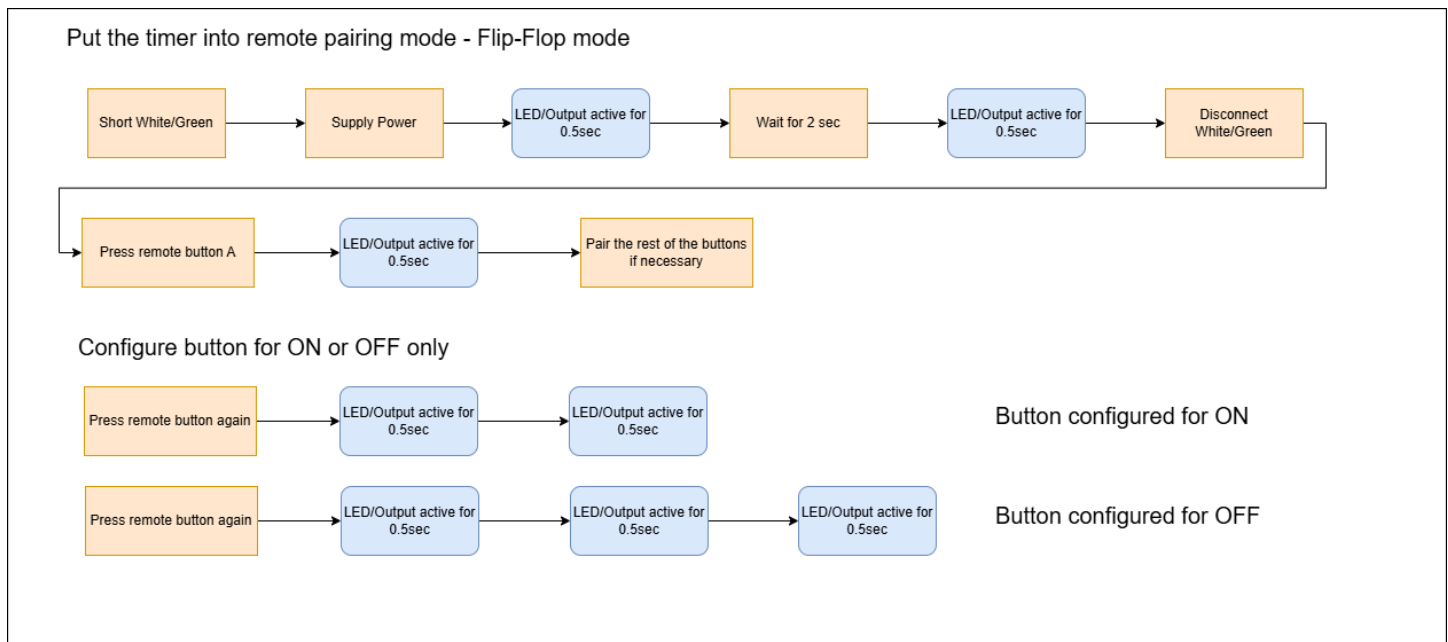 Put the timer into remote pairing mode - Flip-Flop mode
Short White/Green
Supply Power
LED/Output active for
0.5sec
Wait for 2 sec
LED/Output active for
0.5sec
Disconnect
White/Green
Press remote button A
LED/Output active for
0.5sec
Pair the rest of the buttons
if necessary
Configure button for ON or OFF only
Press remote button again
LED/Output active for
0.5sec
LED/Output active for
0.5sec
Button configured for ON
Press remote button again
LED/Output active for
0.5sec
LED/Output active for
0.5sec
LED/Output active for
0.5sec
Button configured for OFF